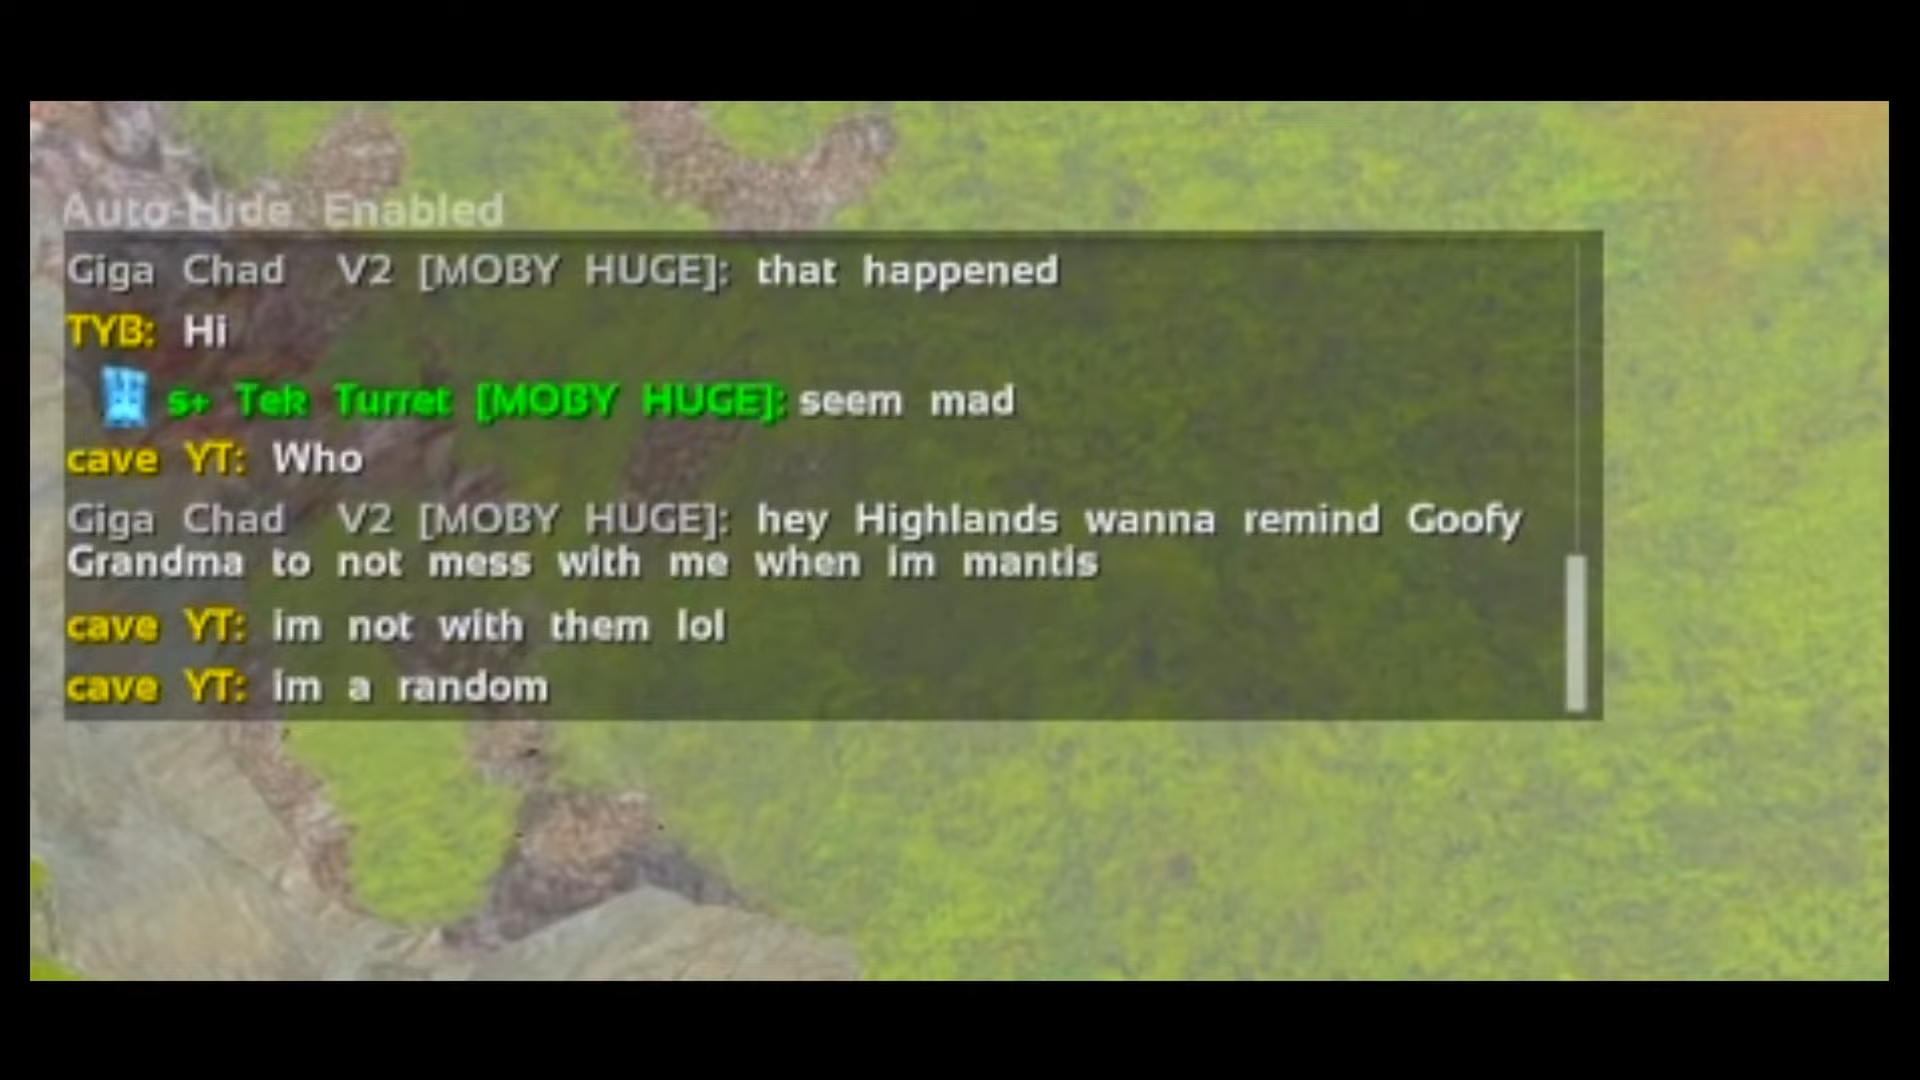 Auto-Hide Enabled
Giga Chad V2 [MOBY HUGE]: that happened
TYB: Hi
s+ Tek Turret [MOBY HUGE]: seem mad
cave YT: Who
Giga Chad V2 [MOBY HUGE]: hey Highlands wanna remind Goofy
Grandma to not mess with me when im mantis
cave YT: im not with them lol
cave YT: im a random